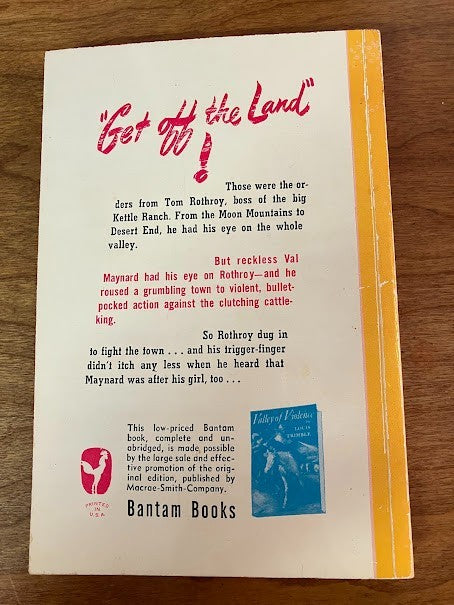 "Get off the Land"
!
Those were the or-
ders from Tom Rothroy, boss of the big
Kettle Ranch. From the Moon Mountains to
Desert End, he had his eye on the whole
valley.
But reckless Val
Maynard had his eye on Rothroy—and he
roused a grumbling town to violent, bullet-
pocked action against the clutching cattle-
king.
So Rothroy dug in
to fight the town . . . and his trigger-finger
didn't itch any less when he heard that
Maynard was after his girl, too . . .
This low-priced Bantam
book, complete and un-
abridged, is made possible
by the large sale and effec-
tive promotion of the orig-
inal edition, published by
Macrae-Smith-Company.
Bantam Books
PRINTED
IN
U.S.A.
Valley of Violence
LOUIS
TRIMBLE